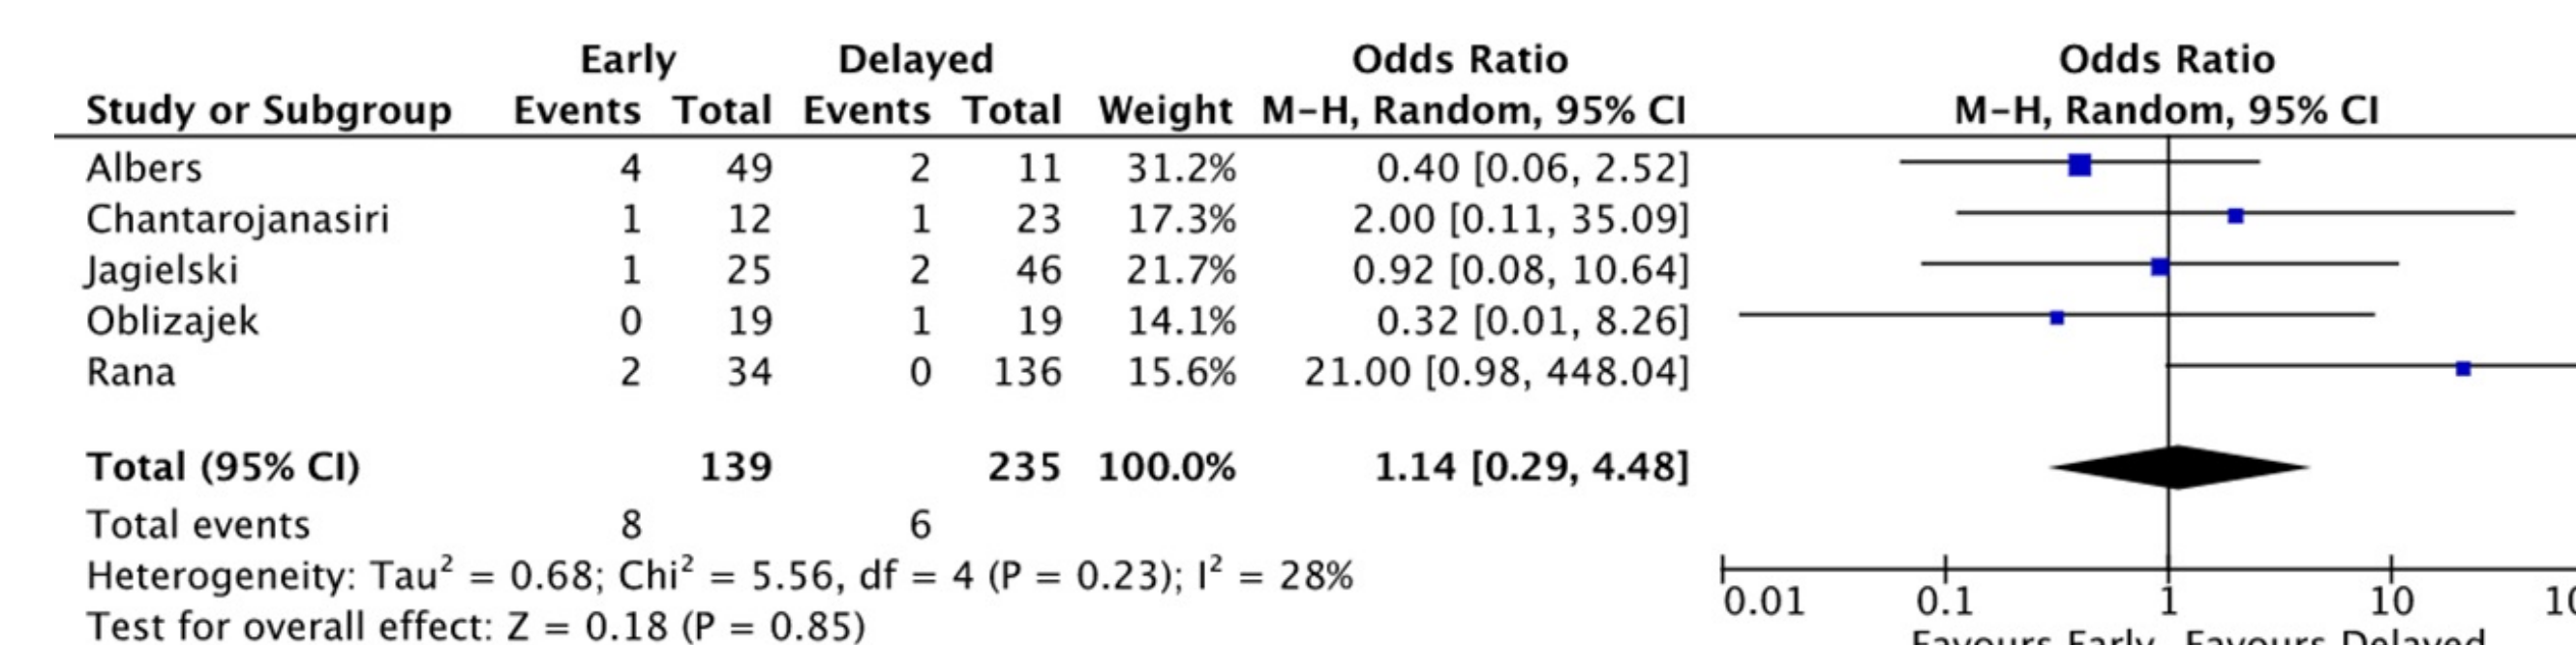 Early Delayed Odds Ratio Odds Ratio
Study or Subgroup Events Total Events Total Weight M-H, Random, 95% CI M-H, Random, 95% CI
Albers 4 49 2 11 31.2% 0.40 [0.06, 2.52]
Chantarojanasiri 1 12 1 23 17.3% 2.00 [0.11, 35.09]
Jagielski 1 25 2 46 21.7% 0.92 [0.08, 10.64]
Oblizajek 0 19 1 19 14.1% 0.32 [0.01, 8.26]
Rana 2 34 0 136 15.6% 21.00 [0.98, 448.04]
Total (95% CI) 139 235 100.0% 1.14 [0.29, 4.48]
Total events 8 6
Heterogeneity: Tau² = 0.68; Chi² = 5.56, df = 4 (P = 0.23); I² = 28%
Test for overall effect: Z = 0.18 (P = 0.85)
0.01 0.1 1 10
Favours Early Favours Delayed